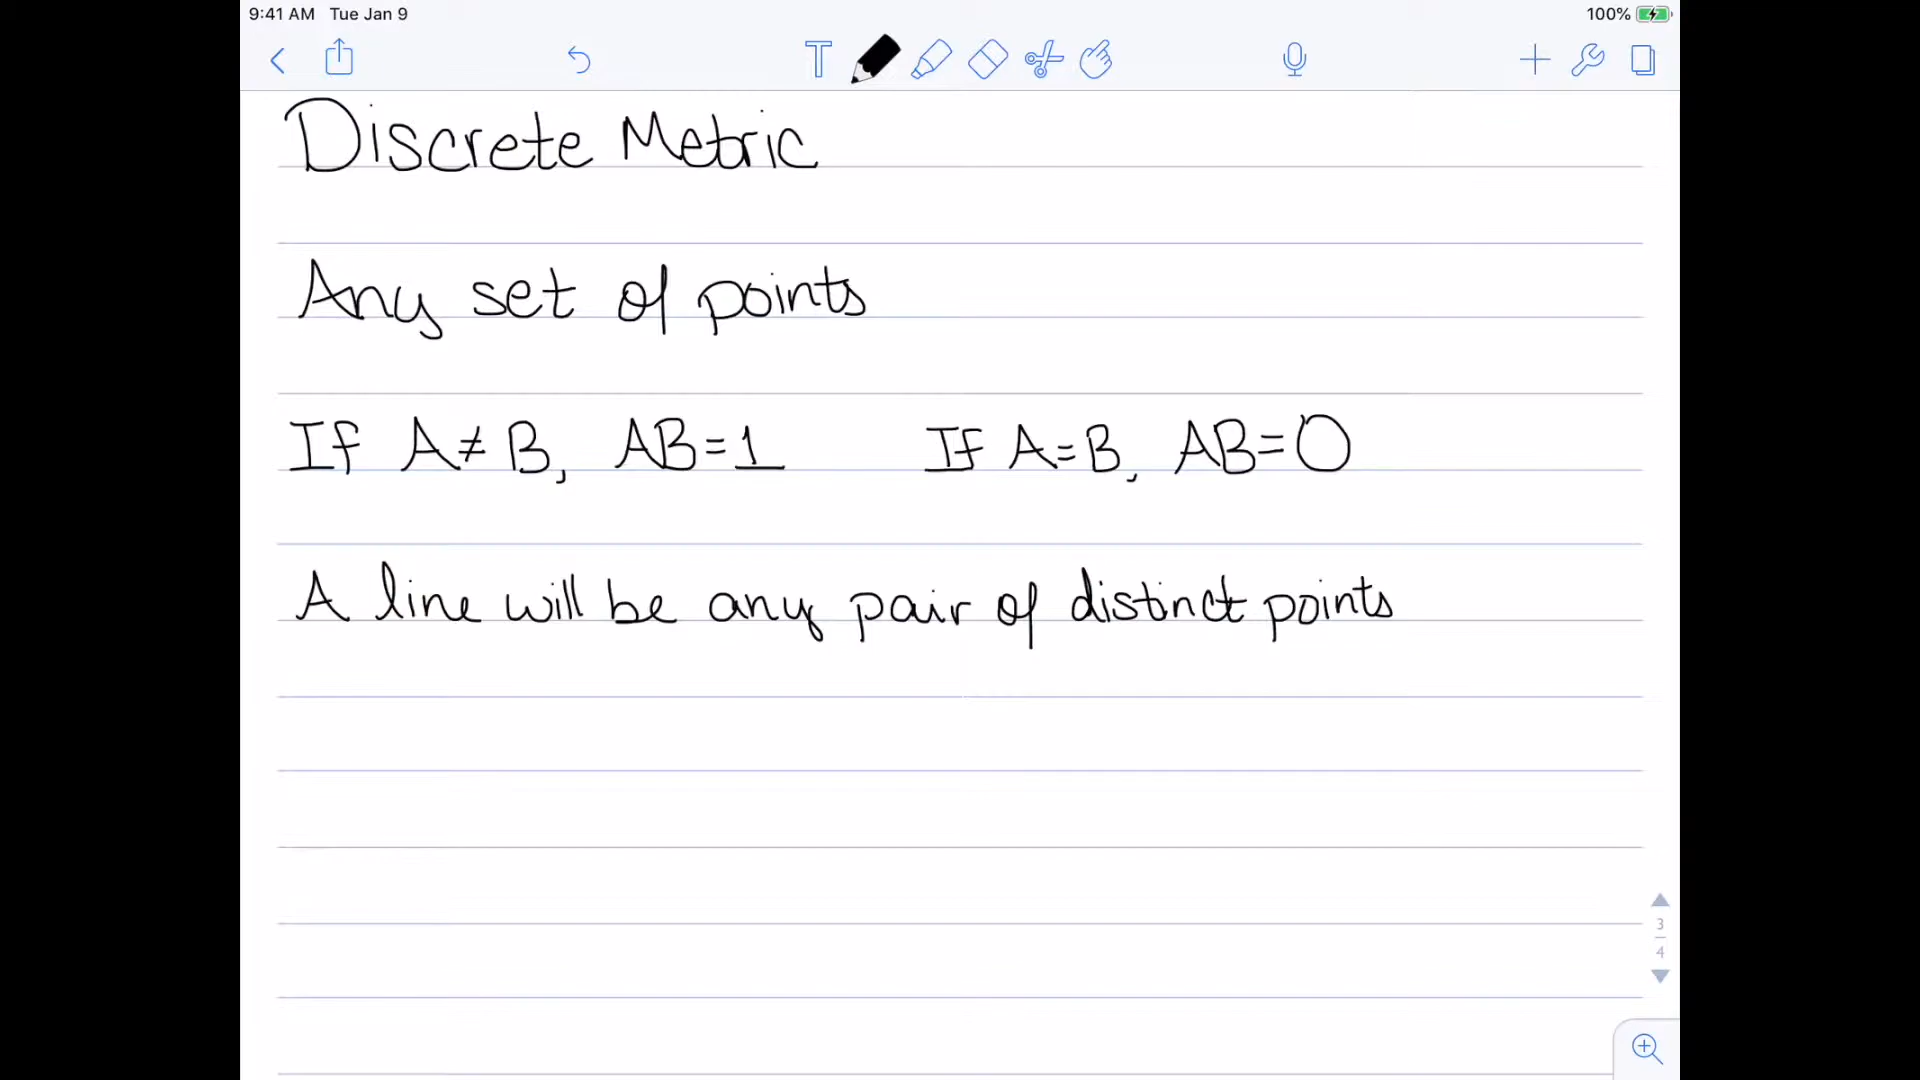 9:41 AM Tue Jan 9 100%
T
Discrete Metric
Any set of points
If A≠B, AB=1 If A=B, AB=0
A line will be any pair of distinct points
3
4